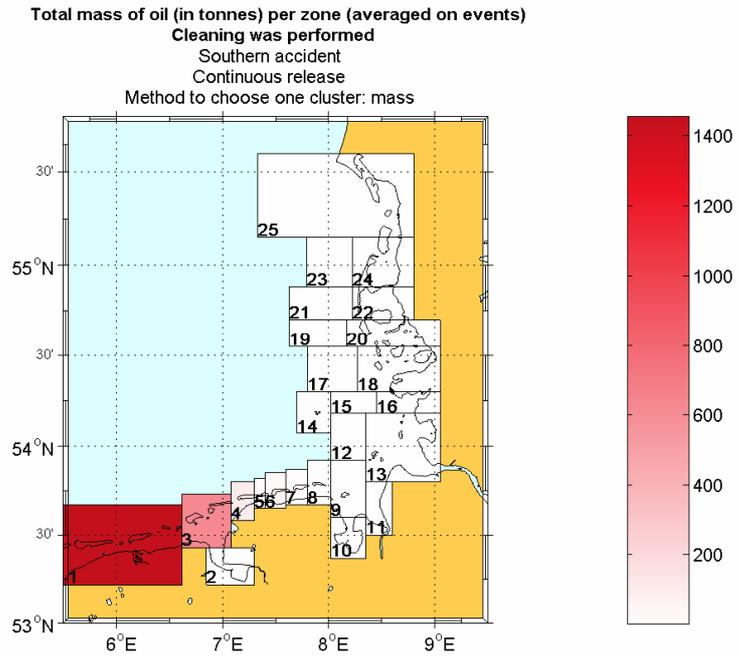 Total mass of oil (in tonnes) per zone (averaged on events)
Cleaning was performed
Southern accident
Continuous release
Method to choose one cluster: mass
30'
55°N
30'
54°N
30'
53°N
6°E 7°E 8°E 9°E
25
23 24
21 22
19 20
17 18
15 16
14
12
13
4 5 6 7 8
9
11
3
10
1 2
1400
1200
1000
800
600
400
200